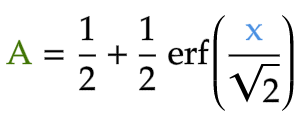 A = 1/2 + 1/2 erf(x/√2)